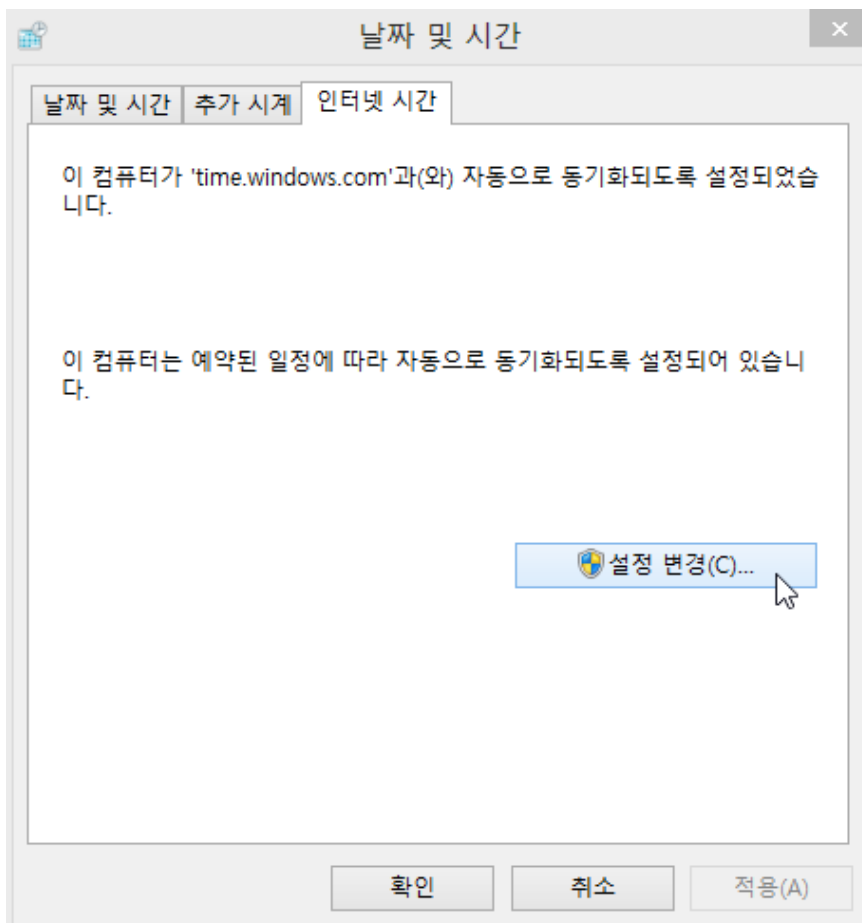 날짜 및 시간
날짜 및 시간 추가 시계 인터넷 시간
이 컴퓨터가 'time.windows.com'과(와) 자동으로 동기화되도록 설정되었습
니다.
이 컴퓨터는 예약된 일정에 따라 자동으로 동기화되도록 설정되어 있습니
다.
설정 변경(C)...
확인 취소 적용(A)